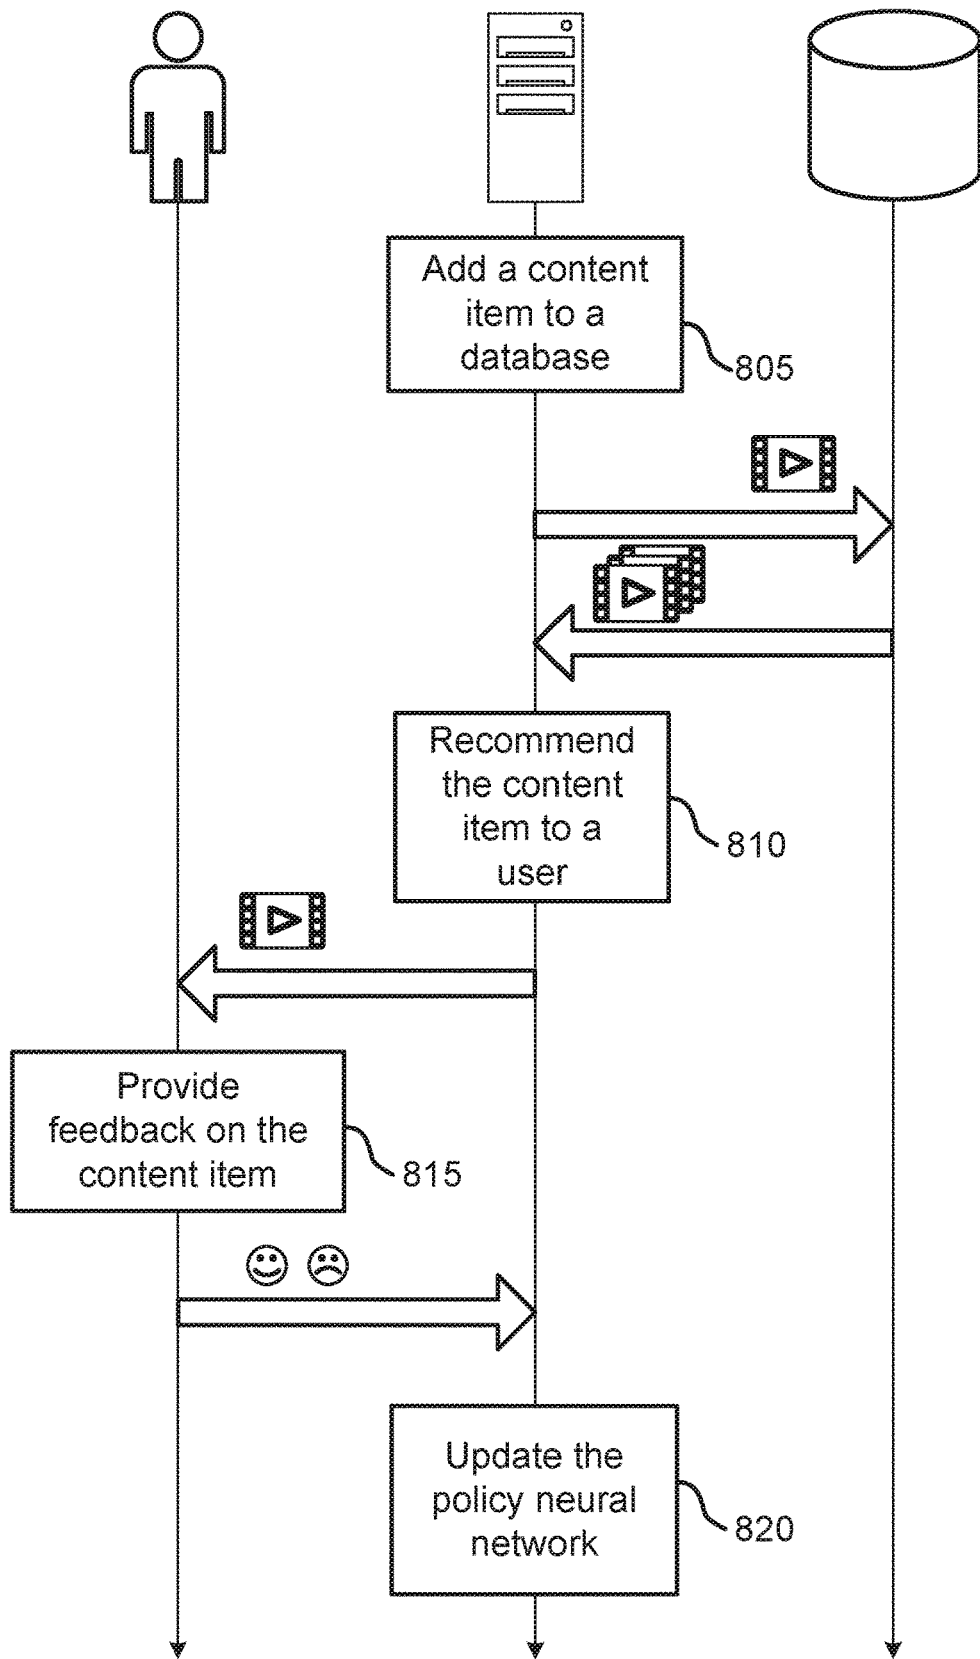 Add a content
item to a
database
805
Recommend
the content
item to a
user
810
Provide
feedback on the
content item
815
Update the
policy neural
network
820